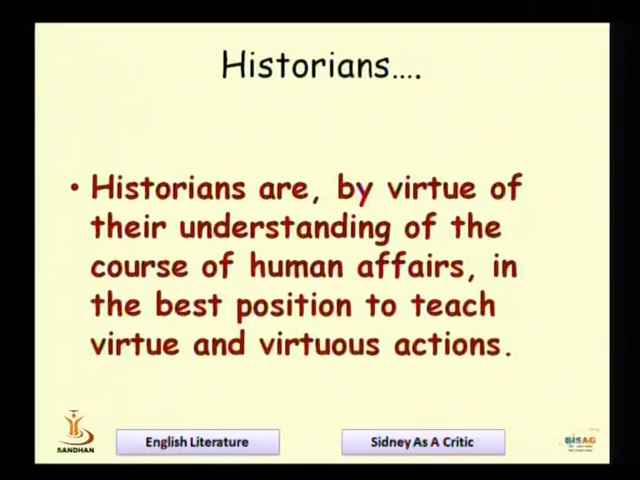 Historians....
• Historians are, by virtue of
their understanding of the
course of human affairs, in
the best position to teach
virtue and virtuous actions.
SANDHAN
English Literature
Sidney As A Critic
BISAG